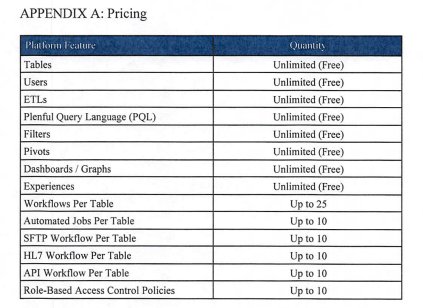 APPENDIX A: Pricing
Platform Feature Quantity
Tables Unlimited (Free)
Users Unlimited (Free)
ETLs Unlimited (Free)
Plenful Query Language (PQL) Unlimited (Free)
Filters Unlimited (Free)
Pivots Unlimited (Free)
Dashboards / Graphs Unlimited (Free)
Experiences Unlimited (Free)
Workflows Per Table Up to 25
Automated Jobs Per Table Up to 10
SFTP Workflow Per Table Up to 10
HL7 Workflow Per Table Up to 10
API Workflow Per Table Up to 10
Role-Based Access Control Policies Up to 10